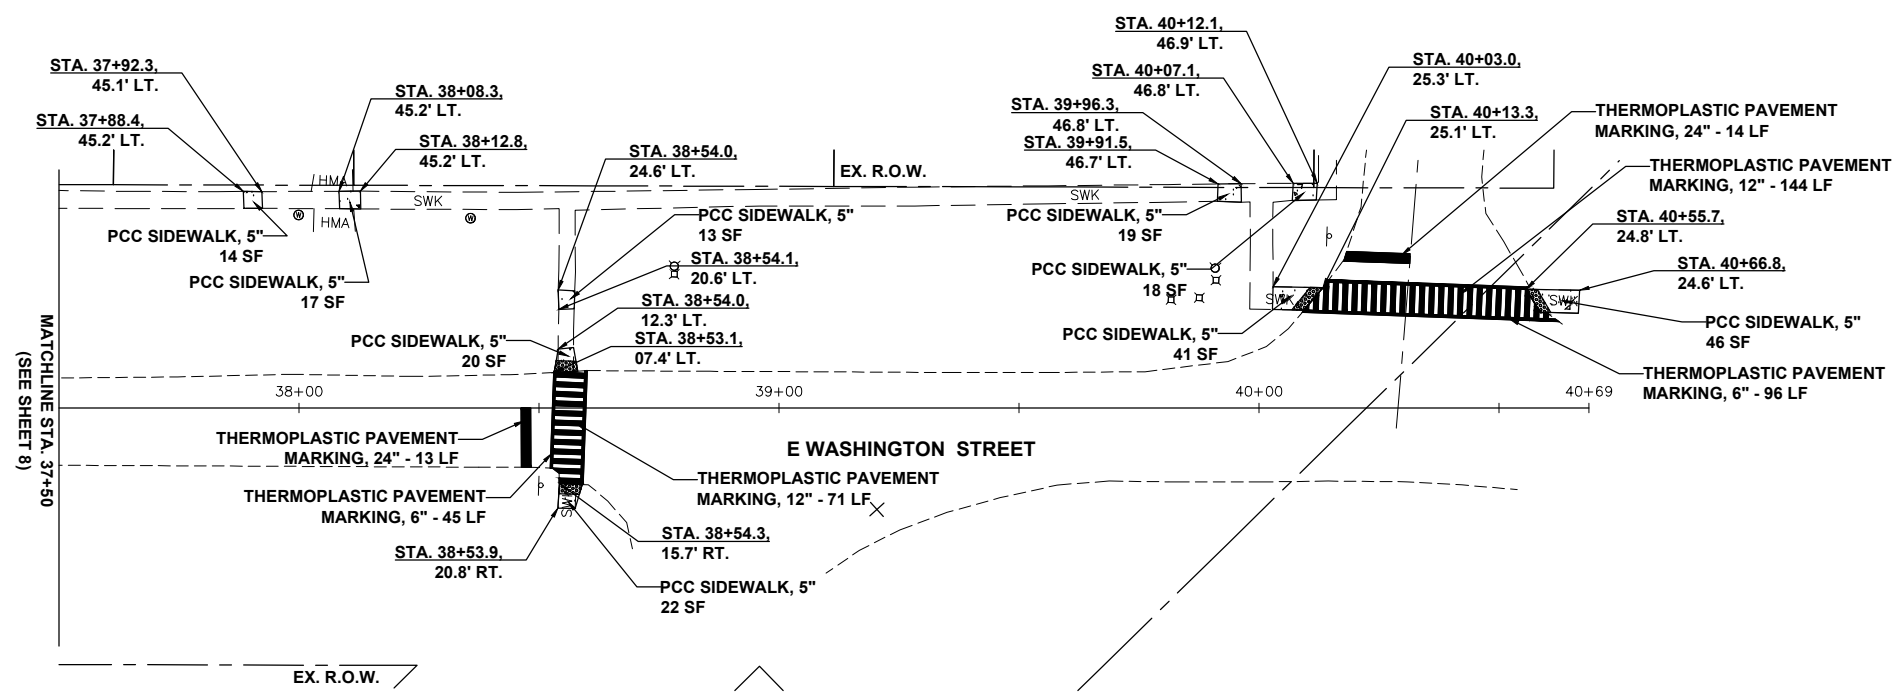 STA. 37+92.3,
45.1' LT.
STA. 37+88.4,
45.2' LT.
STA. 38+08.3,
45.2' LT.
STA. 38+12.8,
45.2' LT.
STA. 38+54.0,
24.6' LT.
EX. R.O.W.
STA. 40+12.1,
46.9' LT.
STA. 40+07.1,
46.8' LT.
STA. 39+96.3,
46.8' LT.
STA. 39+91.5,
46.7' LT.
STA. 40+03.0,
25.3' LT.
STA. 40+13.3,
25.1' LT.
THERMOPLASTIC PAVEMENT
MARKING, 24" - 14 LF
THERMOPLASTIC PAVEMENT
MARKING, 12" - 144 LF
STA. 40+55.7,
24.8' LT.
STA. 40+66.8,
24.6' LT.
HMA
HMA
SWK
SWK
W
W
PCC SIDEWALK, 5"
14 SF
PCC SIDEWALK, 5"
17 SF
PCC SIDEWALK, 5"
13 SF
STA. 38+54.1,
20.6' LT.
STA. 38+54.0,
12.3' LT.
STA. 38+53.1,
07.4' LT.
PCC SIDEWALK, 5"
20 SF
PCC SIDEWALK, 5"
19 SF
PCC SIDEWALK, 5"
18 SF
SWK
SWK
PCC SIDEWALK, 5"
41 SF
PCC SIDEWALK, 5"
46 SF
THERMOPLASTIC PAVEMENT
MARKING, 6" - 96 LF
MATCHLINE STA. 37+50
(SEE SHEET 8)
38+00
39+00
40+00
40+69
E WASHINGTON STREET
THERMOPLASTIC PAVEMENT
MARKING, 24" - 13 LF
THERMOPLASTIC PAVEMENT
MARKING, 6" - 45 LF
THERMOPLASTIC PAVEMENT
MARKING, 12" - 71 LF
SWK
STA. 38+53.9,
20.8' RT.
STA. 38+54.3,
15.7' RT.
PCC SIDEWALK, 5"
22 SF
EX. R.O.W.